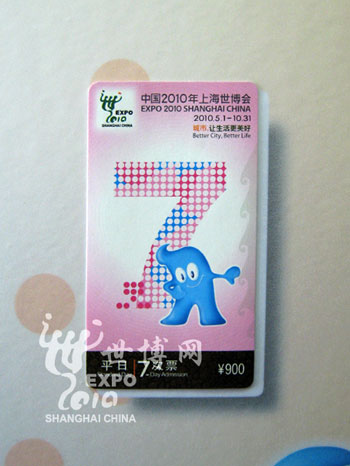 EXPO
2010
SHANGHAI CHINA
中国2010年上海世博会
EXPO 2010 SHANGHAI CHINA
2010.5.1-10.31
城市,让生活更美好
Better City, Better Life
7
平日 7次票
-Day Admission
¥900
世博网
EXPO
2010
SHANGHAI CHINA